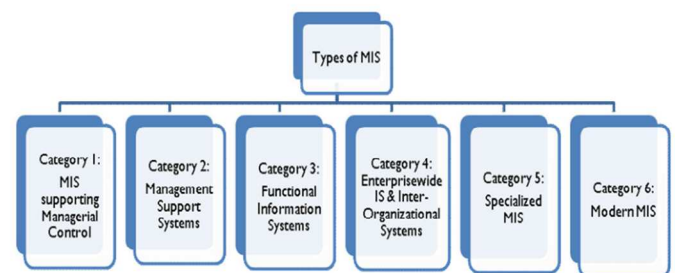 Types of MIS
Category 1:
MIS
supporting
Managerial
Control
Category 2:
Management
Support
Systems
Category 3:
Functional
Information
Systems
Category 4:
Enterprisewide
IS & Inter-
Organizational
Systems
Category 5:
Specialized
MIS
Category 6:
Modern MIS